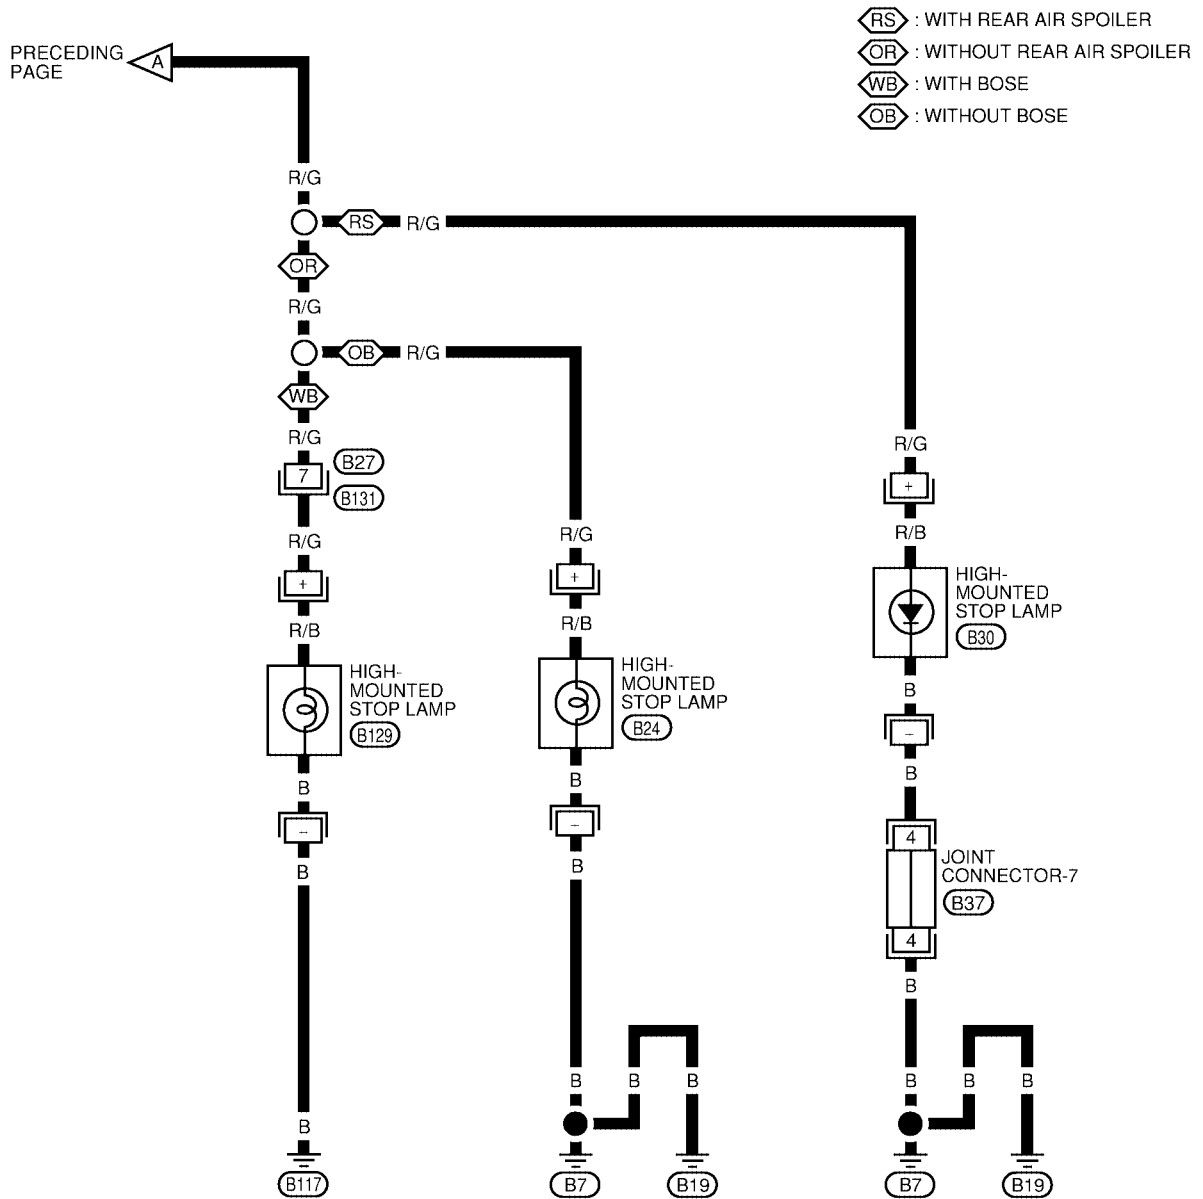 RS : WITH REAR AIR SPOILER
OR : WITHOUT REAR AIR SPOILER
WB : WITH BOSE
OB : WITHOUT BOSE
PRECEDING
PAGE
A
R/G
RS R/G
OR
R/G
OB R/G
WB
R/G
B27
7
B131
R/G
+
R/B
HIGH-
MOUNTED
STOP LAMP
B129
B
–
B
B
B117
R/G
+
R/B
HIGH-
MOUNTED
STOP LAMP
B24
B
–
B
B B B
B7 B19
R/G
+
R/B
HIGH-
MOUNTED
STOP LAMP
B30
B
–
B
4
JOINT
CONNECTOR-7
B37
4
B
B B B
B7 B19